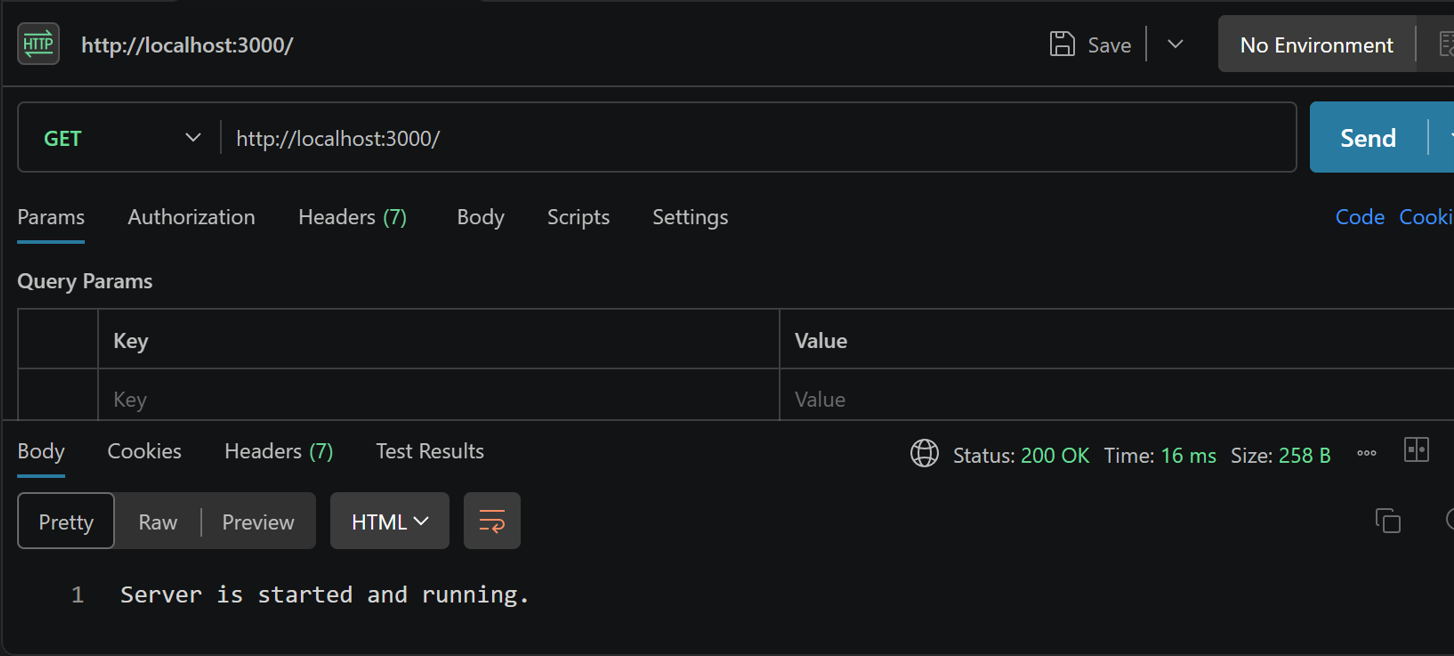 HTTP http://localhost:3000/ Save No Environment
GET http://localhost:3000/ Send
Params Authorization Headers (7) Body Scripts Settings Code Cooki
Query Params
Key Value
Key Value
Body Cookies Headers (7) Test Results Status: 200 OK Time: 16 ms Size: 258 B
Pretty Raw Preview HTML
1 Server is started and running.